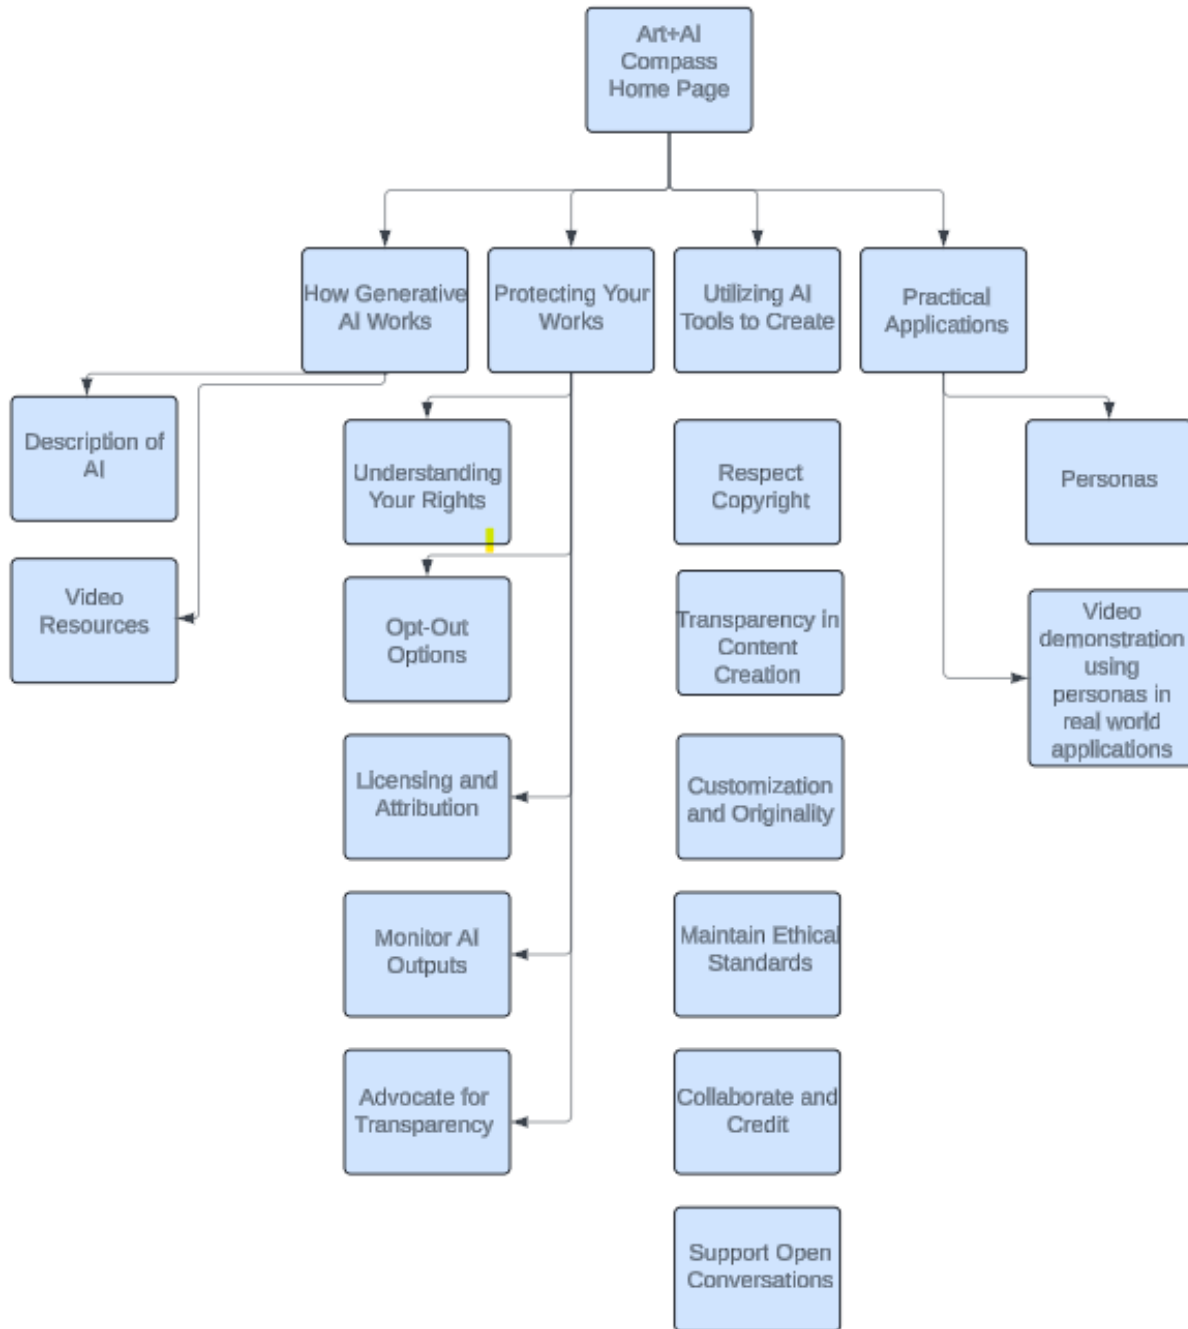 Art+AI
Compass
Home Page
How Generative
AI Works
Protecting Your
Works
Utilizing AI
Tools to Create
Practical
Applications
Description of
AI
Video
Resources
Understanding
Your Rights
Opt-Out
Options
Licensing and
Attribution
Monitor AI
Outputs
Advocate for
Transparency
Respect
Copyright
Transparency in
Content
Creation
Customization
and Originality
Maintain Ethical
Standards
Collaborate and
Credit
Support Open
Conversations
Personas
Video
demonstration
using
personas in
real world
applications